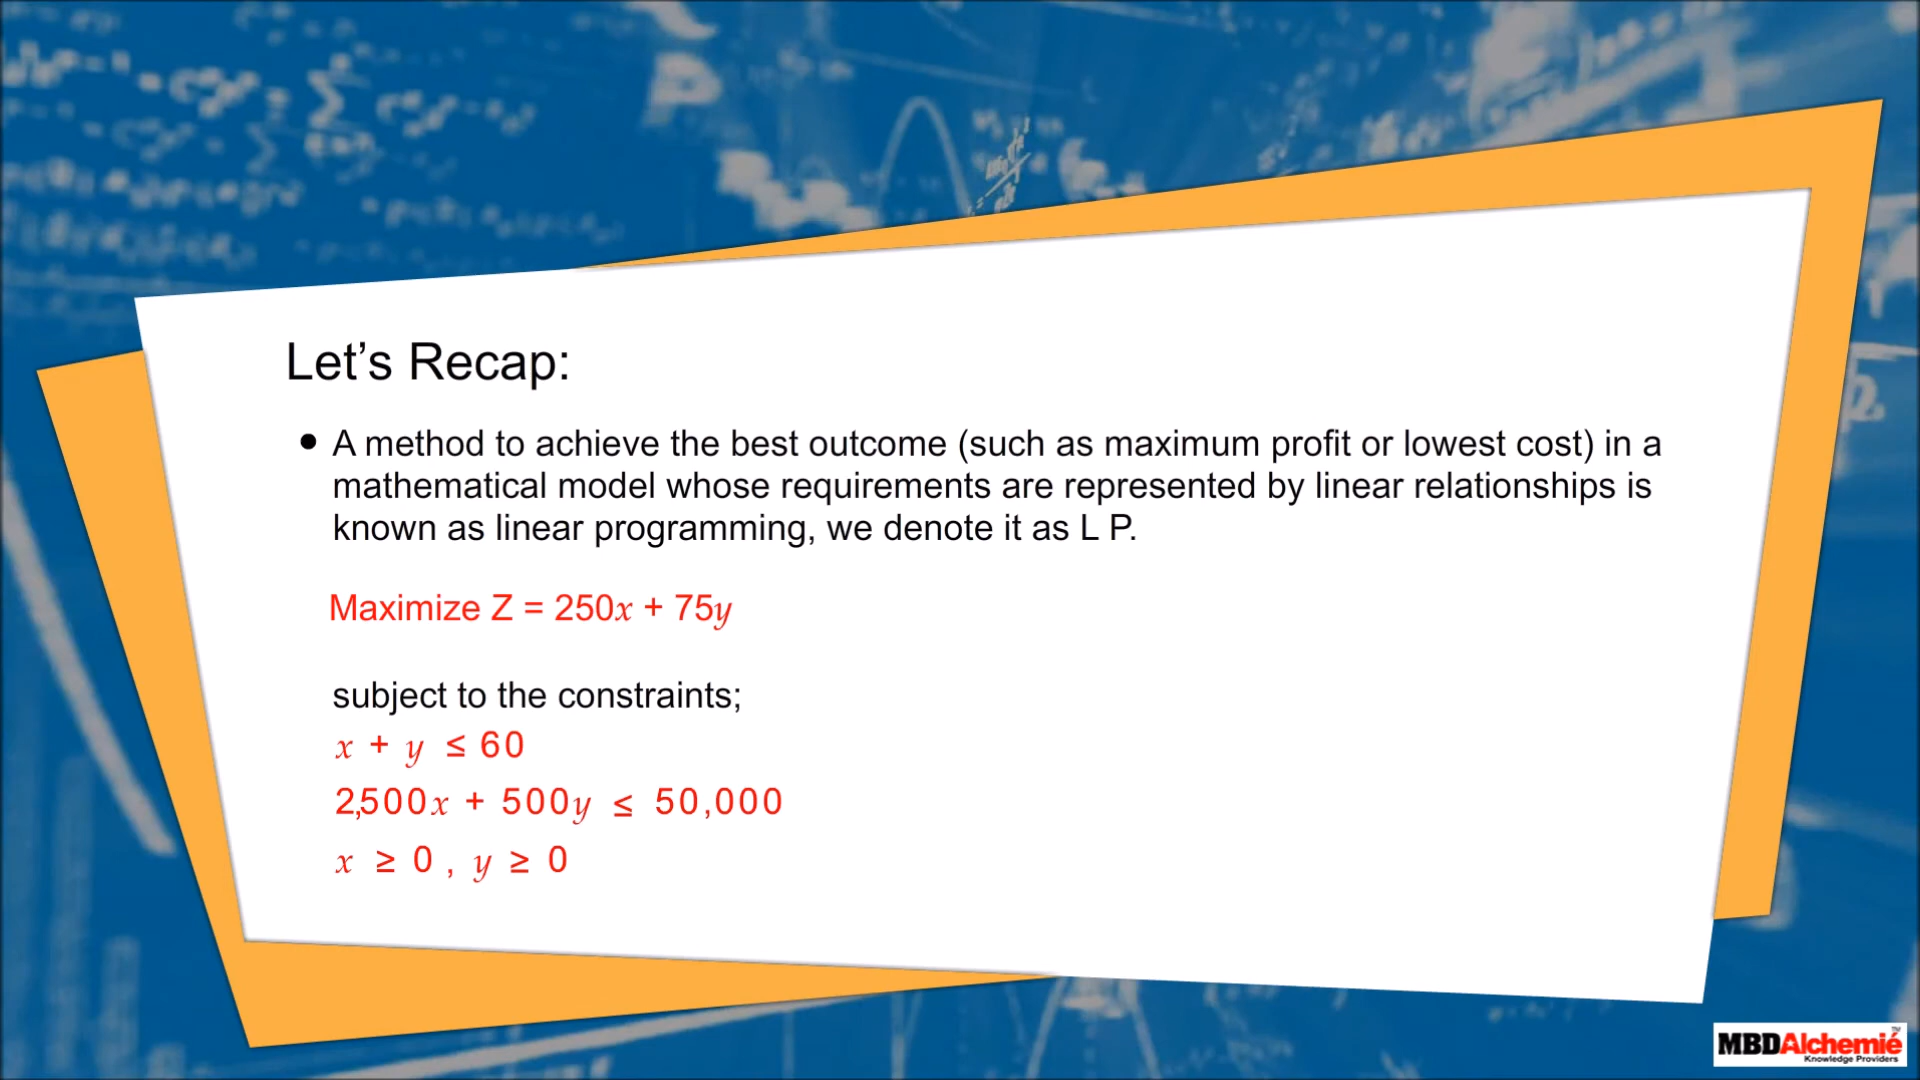 Let’s Recap:
● A method to achieve the best outcome (such as maximum profit or lowest cost) in a
mathematical model whose requirements are represented by linear relationships is
known as linear programming, we denote it as L P.
Maximize Z = 250x + 75y
subject to the constraints;
x + y ≤ 60
2,500x + 500y ≤ 50,000
x ≥ 0 , y ≥ 0
MBDAlchemié™
Knowledge Providers